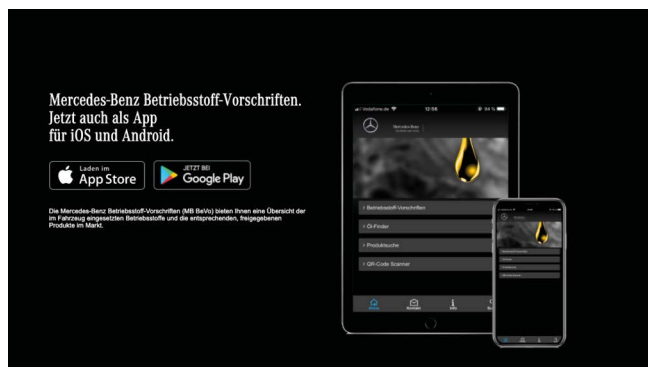 Mercedes-Benz Betriebsstoff-Vorschriften.
Jetzt auch als App
für iOS und Android.
Laden im
App Store
JETZT BEI
Google Play
Die Mercedes-Benz Betriebsstoff-Vorschriften (MB BeVo) bieten Ihnen eine Übersicht der
im Fahrzeug eingesetzten Betriebsstoffe und die entsprechenden, freigegebenen
Produkte im Markt.
Vodafone.de
12:56
34 %
Mercedes-Benz
> Betriebsstoff-Vorschriften
> Öl-Finder
> Produktsuche
> QR-Code Scanner
Home
Kontakt
Info